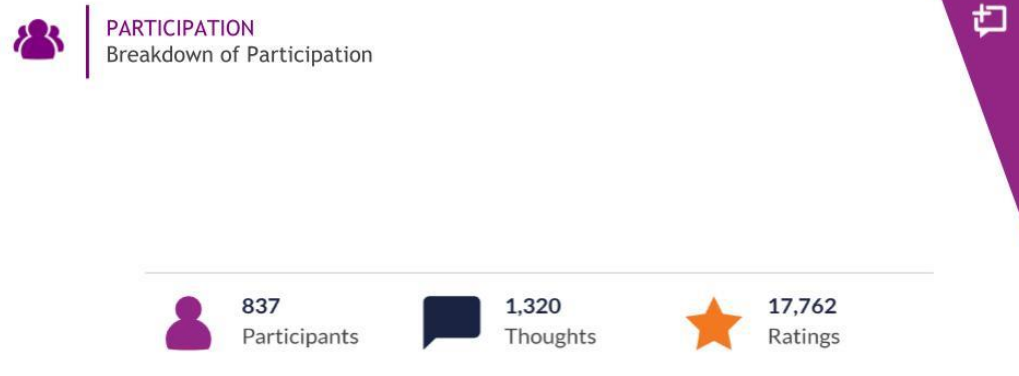 PARTICIPATION
Breakdown of Participation
837
Participants
1,320
Thoughts
17,762
Ratings